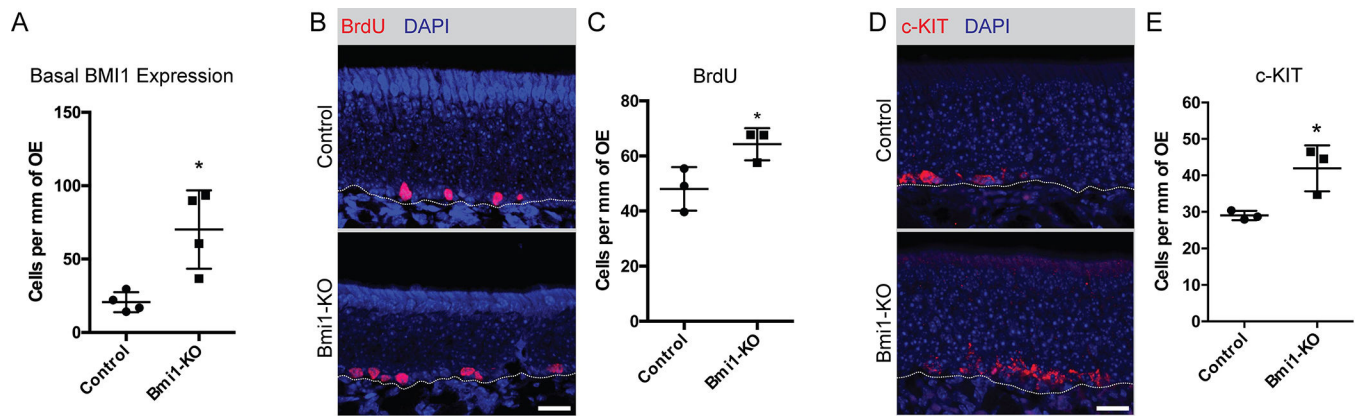 A
Basal BMI1 Expression
Cells per mm of OE
150
100
50
0
Control
Bmi1-KO
*
B
BrdU DAPI
Control
Bmi1-KO
C
BrdU
Cells per mm of OE
80
60
40
20
0
Control
Bmi1-KO
*
D
c-KIT DAPI
Control
Bmi1-KO
E
c-KIT
Cells per mm of OE
60
50
40
30
20
10
0
Control
Bmi1-KO
*